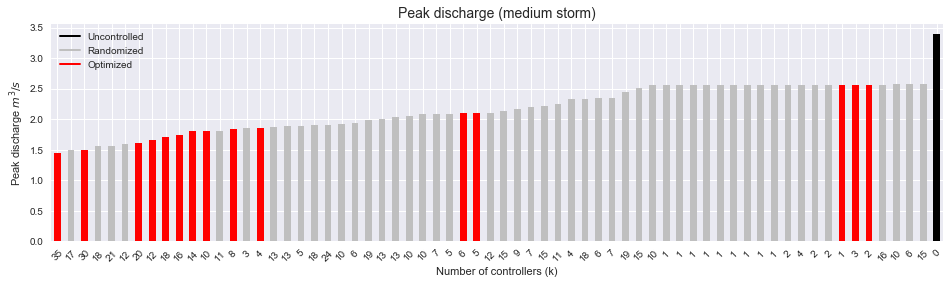 Peak discharge (medium storm)
3.5
3.0
2.5
2.0
1.5
1.0
0.5
0.0
Peak discharge m³/s
Uncontrolled
Randomized
Optimized
35 17 30 18 21 12 20 12 18 16 14 10 11 8 3 4 13 13 5 18 24 10 6 19 13 13 10 10 7 5 6 5 12 15 9 7 15 11 4 18 6 7 19 15 10 1 1 1 1 1 1 1 1 1 2 4 2 2 1 3 2 16 10 6 15 0
Number of controllers (k)